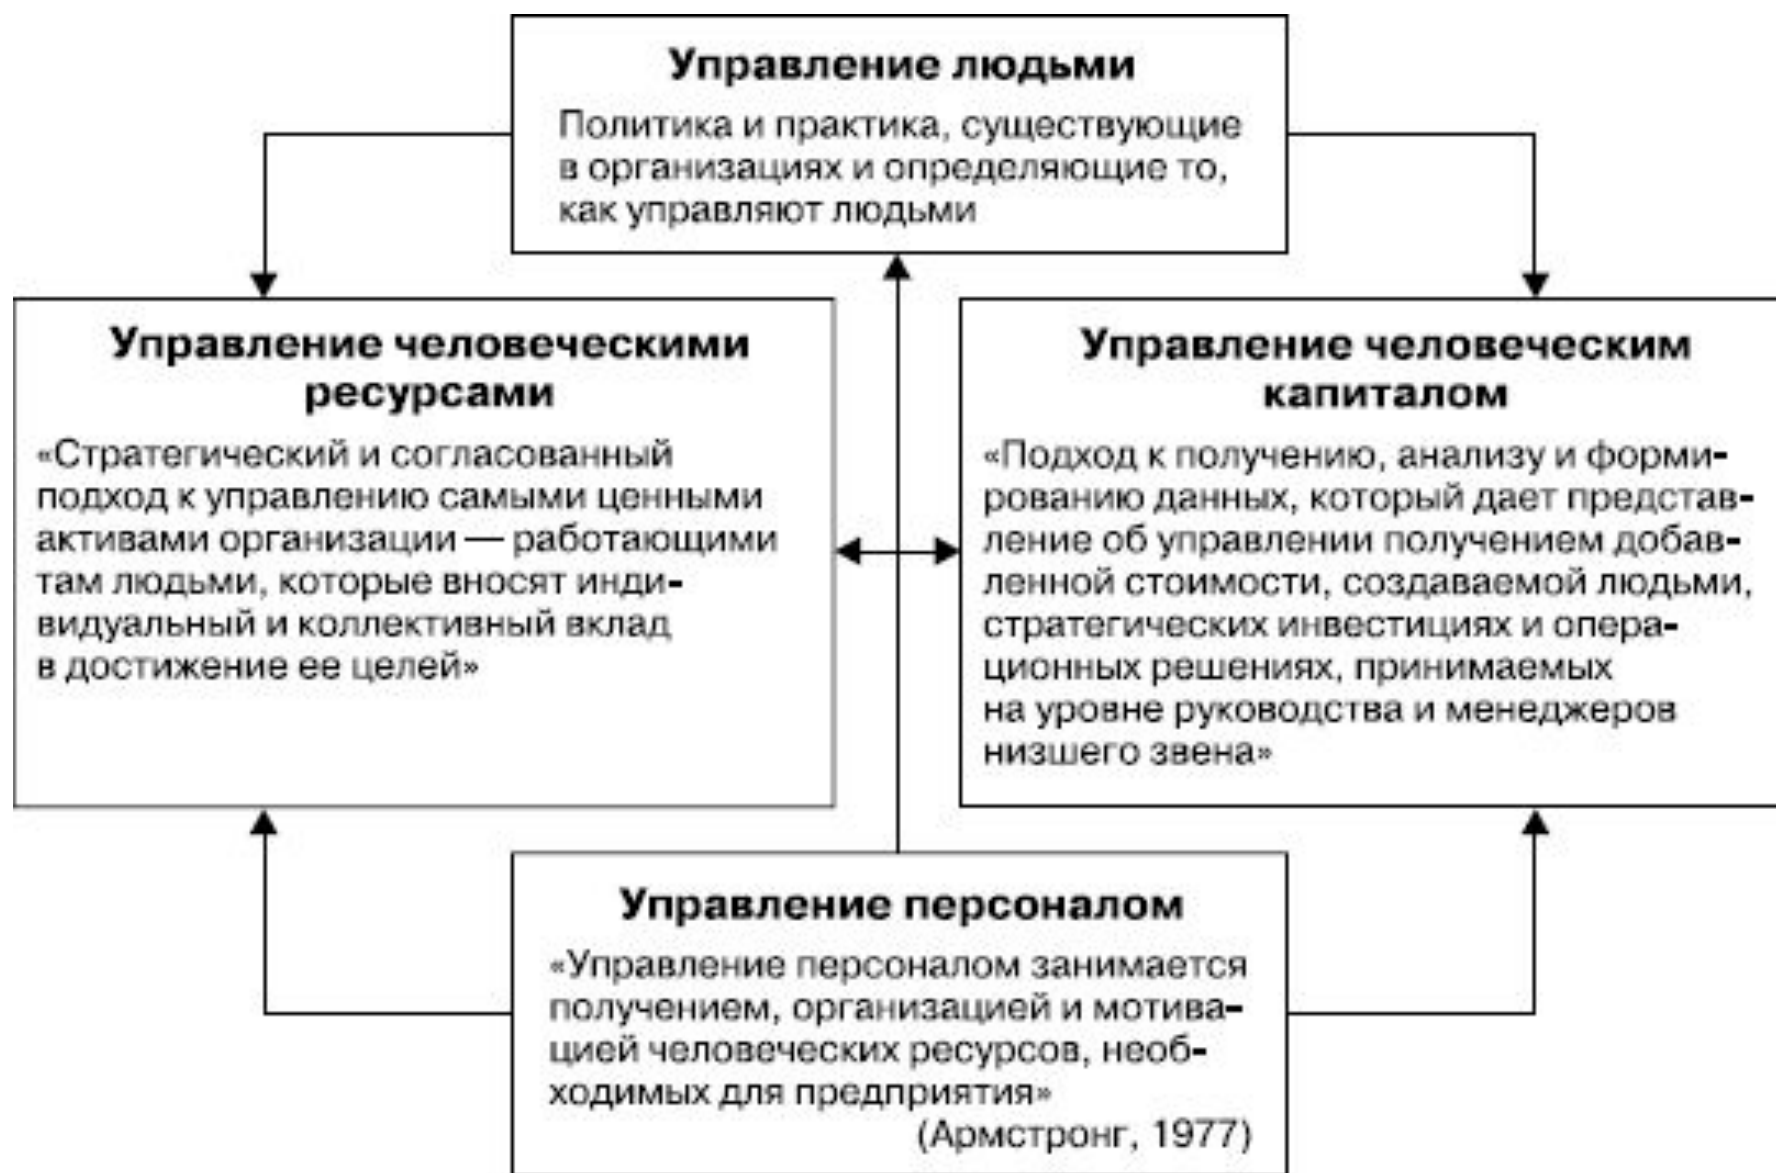 Управление людьми
Политика и практика, существующие
в организациях и определяющие то,
как управляют людьми
Управление человеческими
ресурсами
«Стратегический и согласованный
подход к управлению самыми ценными
активами организации — работающими
там людьми, которые вносят инди-
видуальный и коллективный вклад
в достижение ее целей»
Управление человеческим
капиталом
«Подход к получению, анализу и форми-
рованию данных, который дает представ-
ление об управлении получением добав-
ленной стоимости, создаваемой людьми,
стратегических инвестициях и опера-
ционных решениях, принимаемых
на уровне руководства и менеджеров
низшего звена»
Управление персоналом
«Управление персоналом занимается
получением, организацией и мотива-
цией человеческих ресурсов, необ-
ходимых для предприятия»
(Армстронг, 1977)